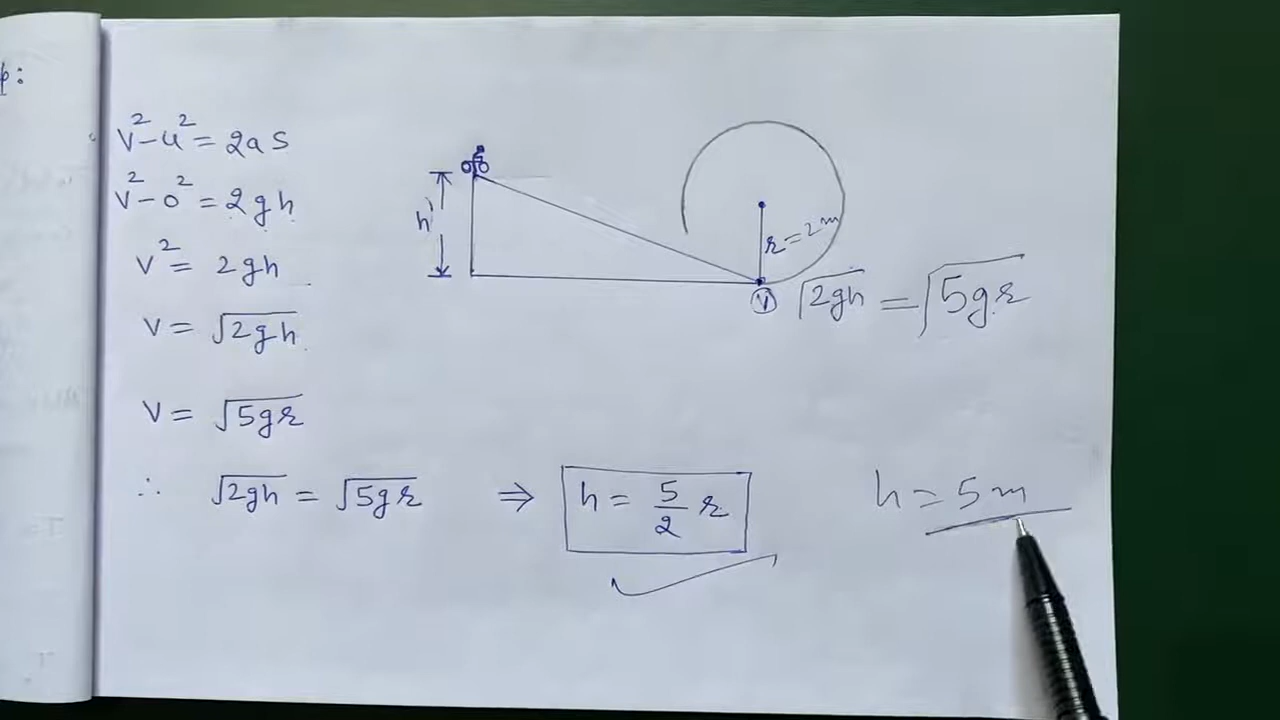 p:
V² - u² = 2aS
V² - 0² = 2gh
V² = 2gh
V = √2gh
V = √5gr
∴ √2gh = √5gr ⇒ h = 5/2 r
h
r = 2m
V √2gh = √5gr
h = 5m